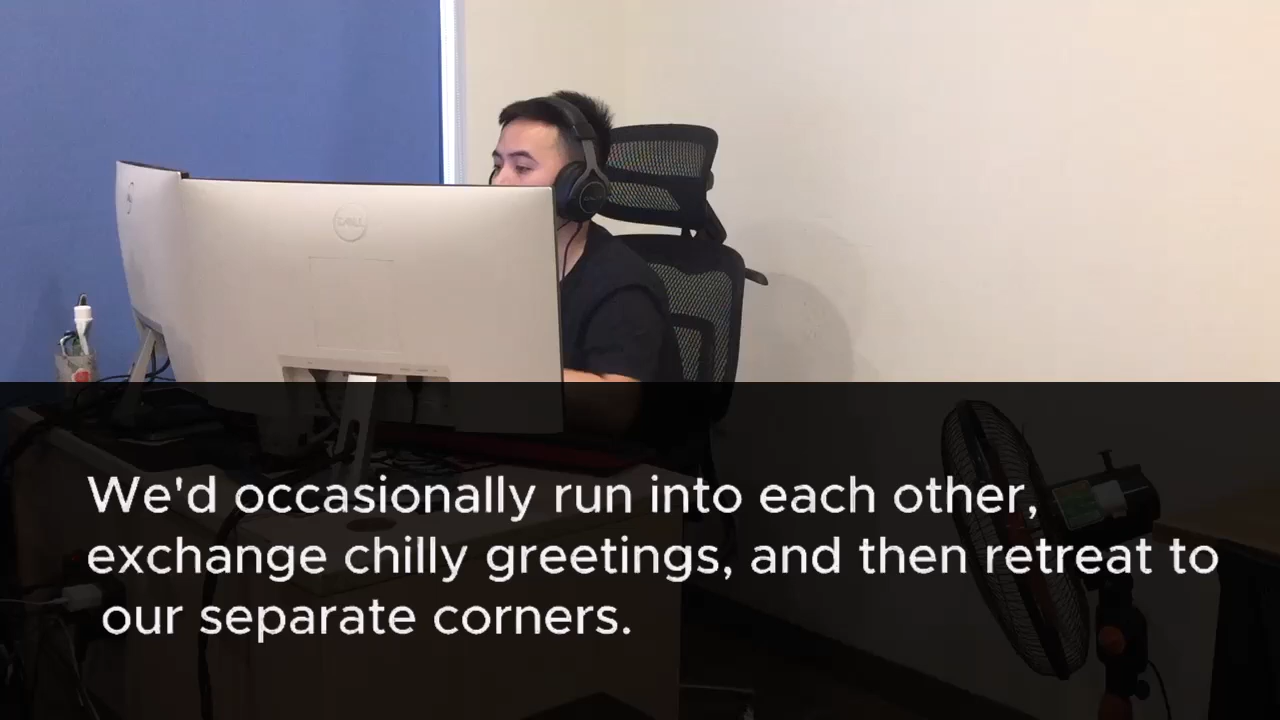 DELL
We'd occasionally run into each other,
exchange chilly greetings, and then retreat to
our separate corners.